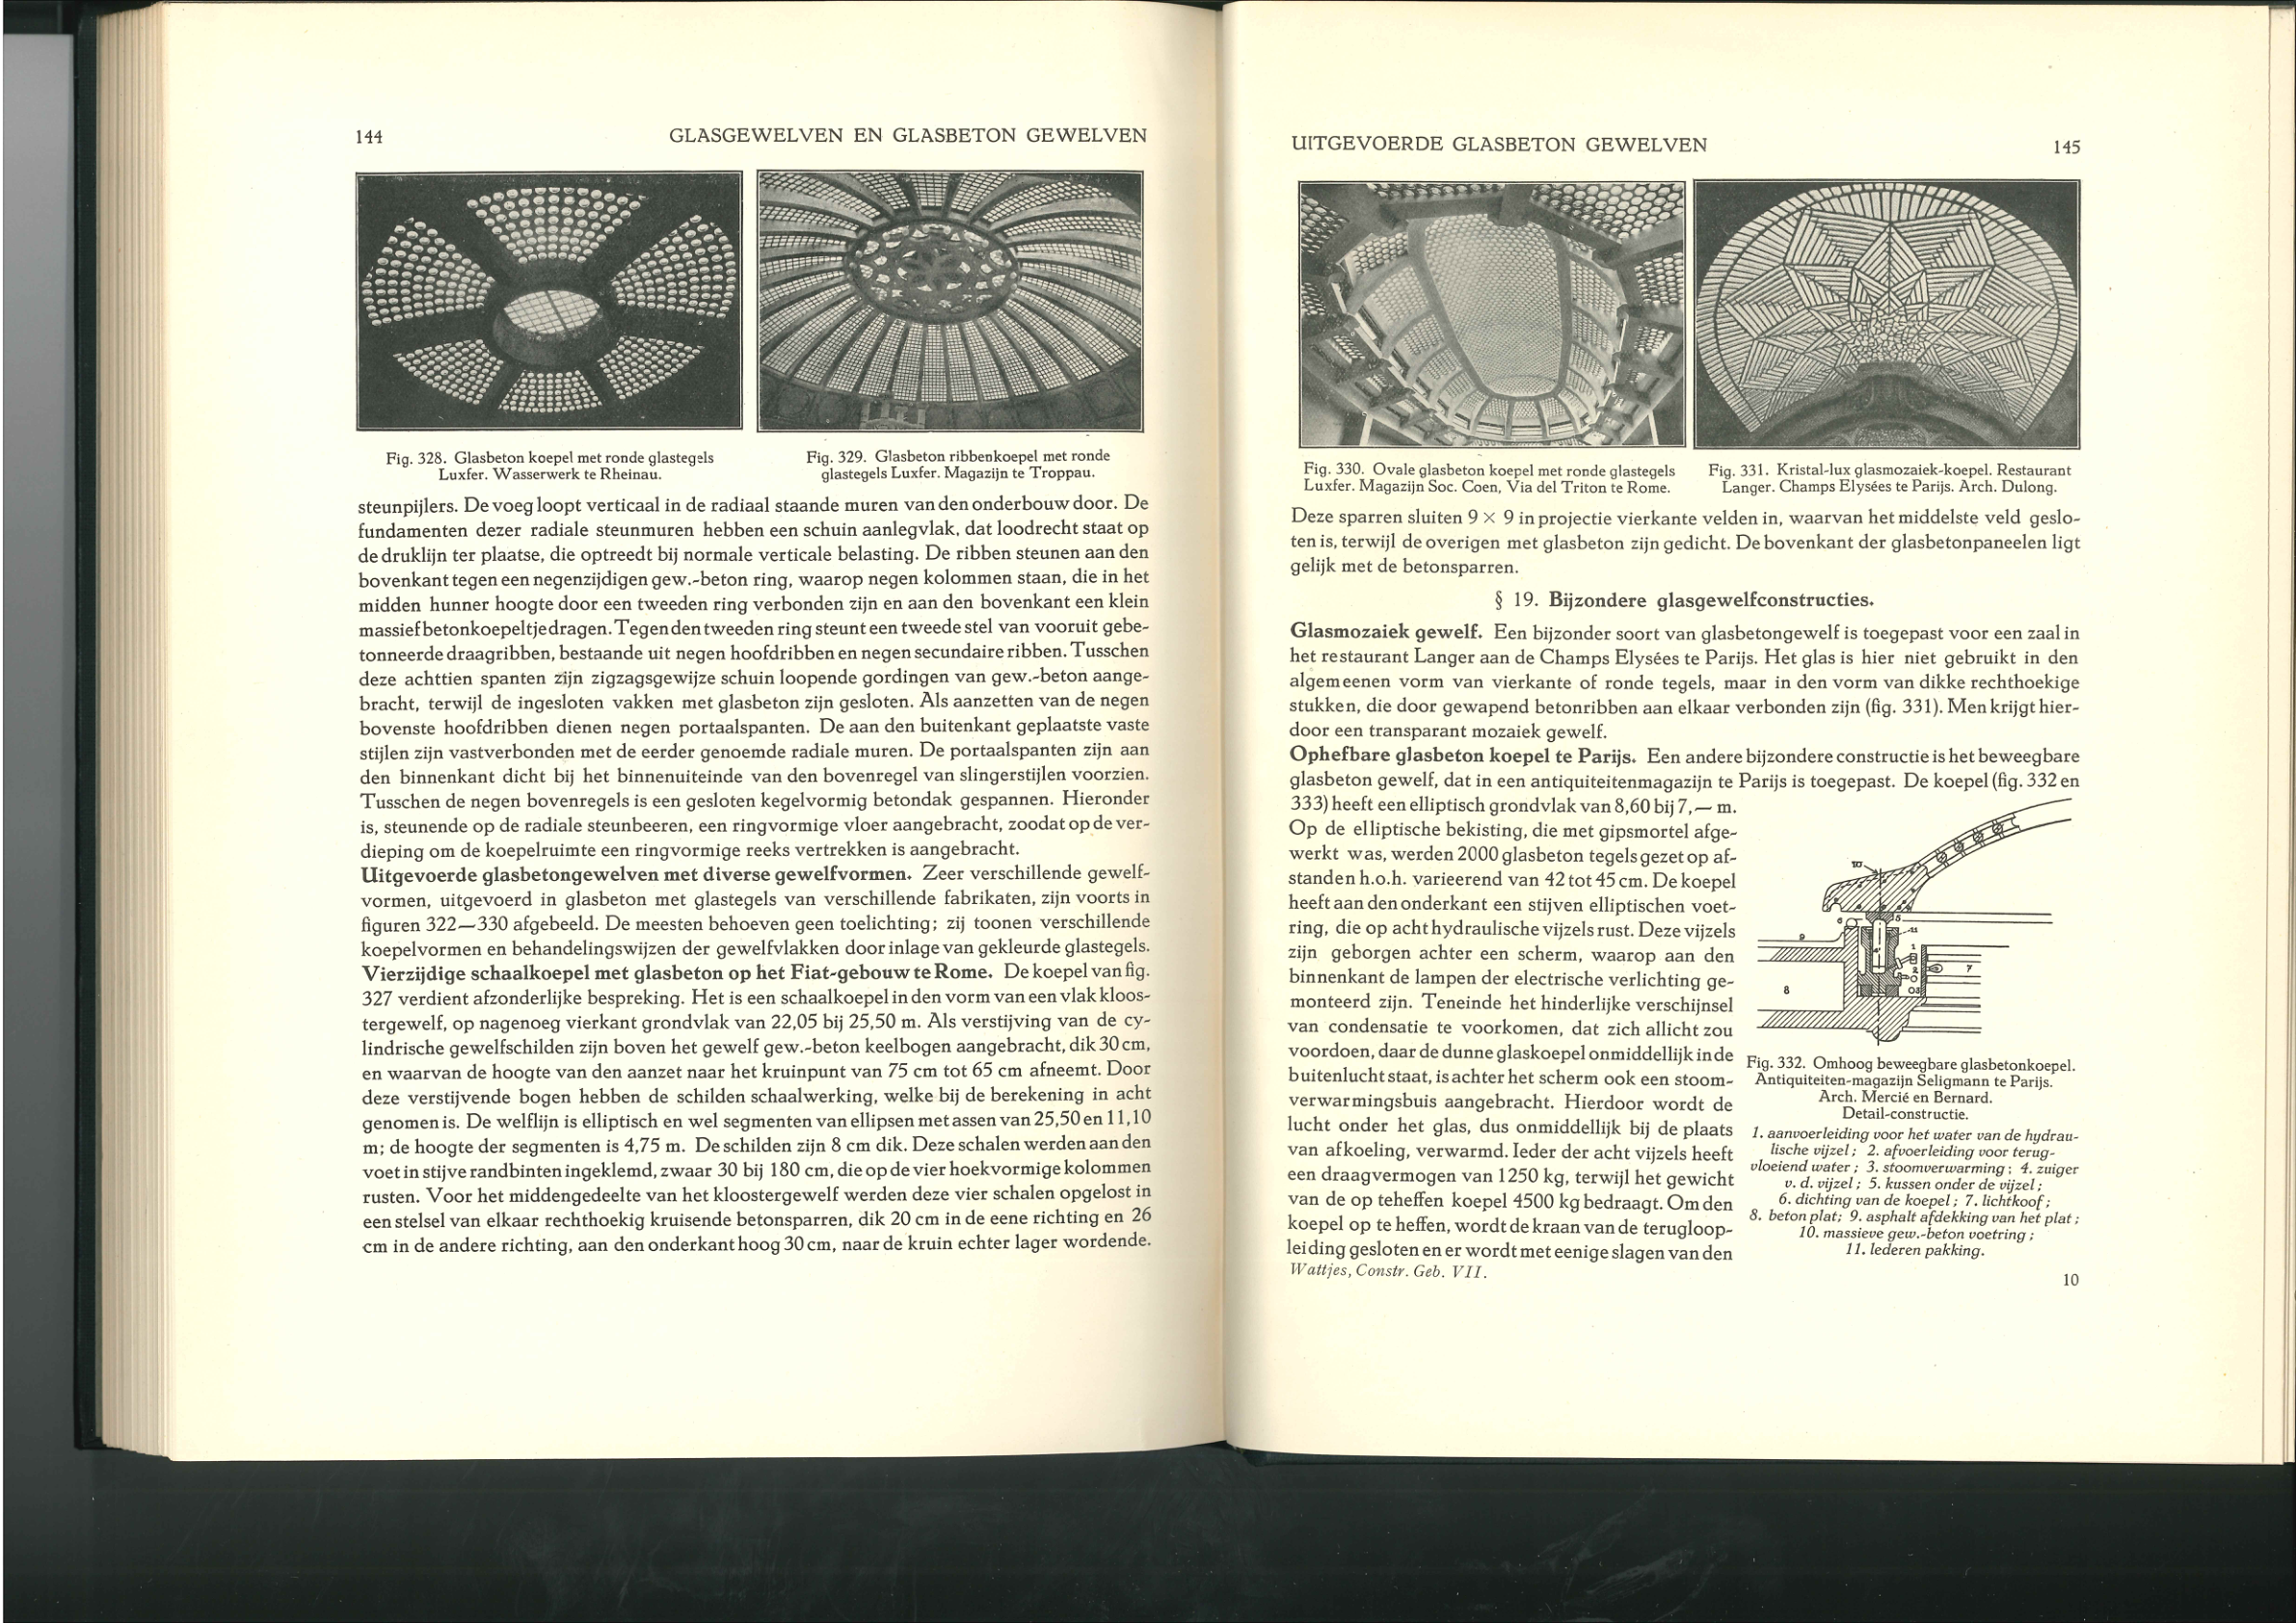 144
GLASGEWELVEN EN GLASBETON GEWELVEN
Fig. 328. Glasbeton koepel met ronde glastegels
Luxfer. Wasserwerk te Rheinau.
Fig. 329. Glasbeton ribbenkoepel met ronde
glastegels Luxfer. Magazijn te Troppau.
steunpijlers. De voeg loopt verticaal in de radiaal staande muren van den onderbouw door. De
fundamenten dezer radiale steunmuren hebben een schuin aanlegvlak, dat loodrecht staat op
de druklijn ter plaatse, die optreedt bij normale verticale belasting. De ribben steunen aan den
bovenkant tegen een negenzijdigen gew.-beton ring, waarop negen kolommen staan, die in het
midden hunner hoogte door een tweeden ring verbonden zijn en aan den bovenkant een klein
massief betonkoepeltje dragen. Tegen den tweeden ring steunt een tweede stel van vooruit gebe-
tonneerde draagribben, bestaande uit negen hoofdribben en negen secundaire ribben. Tusschen
deze achttien spanten zijn zigzagsgewijze schuin loopende gordingen van gew.-beton aange-
bracht, terwijl de ingesloten vakken met glasbeton zijn gesloten. Als aanzetten van de negen
bovenste hoofdribben dienen negen portaalspanten. De aan den buitenkant geplaatste vaste
stijlen zijn vastverbonden met de eerder genoemde radiale muren. De portaalspanten zijn aan
den binnenkant dicht bij het binnenuiteinde van den bovenregel van slingerstijlen voorzien.
Tusschen de negen bovenregels is een gesloten kegelvormig betondak gespannen. Hieronder
is, steunende op de radiale steunbeeren, een ringvormige vloer aangebracht, zoodat op de ver-
dieping om de koepelruimte een ringvormige reeks vertrekken is aangebracht.
Uitgevoerde glasbetongewelven met diverse gewelfvormen. Zeer verschillende gewelf-
vormen, uitgevoerd in glasbeton met glastegels van verschillende fabrikaten, zijn voorts in
figuren 322—330 afgebeeld. De meesten behoeven geen toelichting; zij toonen verschillende
koepelvormen en behandelingswijzen der gewelfvlakken door inlage van gekleurde glastegels.
Vierzijdige schaalkoepel met glasbeton op het Fiat-gebouw te Rome. De koepel van fig.
327 verdient afzonderlijke bespreking. Het is een schaalkoepel in den vorm van een vlak kloos-
tergewelf, op nagenoeg vierkant grondvlak van 22,05 bij 25,50 m. Als verstijving van de cy-
lindrische gewelfschilden zijn boven het gewelf gew.-beton keelbogen aangebracht, dik 30 cm,
en waarvan de hoogte van den aanzet naar het kruinpunt van 75 cm tot 65 cm afneemt. Door
deze verstijvende bogen hebben de schilden schaalwerking, welke bij de berekening in acht
genomen is. De welflijn is elliptisch en wel segmenten van ellipsen met assen van 25,50 en 11,10
m; de hoogte der segmenten is 4,75 m. De schilden zijn 8 cm dik. Deze schalen werden aan den
voet in stijve randbinten ingeklemd, zwaar 30 bij 180 cm, die op de vier hoekvormige kolommen
rusten. Voor het middengedeelte van het kloostergewelf werden deze vier schalen opgelost in
een stelsel van elkaar rechthoekig kruisende betonsparren, dik 20 cm in de eene richting en 26
cm in de andere richting, aan den onderkant hoog 30 cm, naar de kruin echter lager wordende.
UITGEVOERDE GLASBETON GEWELVEN
145
Fig. 330. Ovale glasbeton koepel met ronde glastegels
Luxfer. Magazijn Soc. Coen, Via del Triton te Rome.
Fig. 331. Kristal-lux glasmozaiek-koepel. Restaurant
Langer. Champs Elysées te Parijs. Arch. Dulong.
Deze sparren sluiten 9 × 9 in projectie vierkante velden in, waarvan het middelste veld geslo-
ten is, terwijl de overigen met glasbeton zijn gedicht. De bovenkant der glasbetonpaneelen ligt
gelijk met de betonsparren.
§ 19. Bijzondere glasgewelfconstructies.
Glasmozaiek gewelf. Een bijzonder soort van glasbetongewelf is toegepast voor een zaal in
het restaurant Langer aan de Champs Elysées te Parijs. Het glas is hier niet gebruikt in den
algemeenen vorm van vierkante of ronde tegels, maar in den vorm van dikke rechthoekige
stukken, die door gewapend betonribben aan elkaar verbonden zijn (fig. 331). Men krijgt hier-
door een transparant mozaiek gewelf.
Ophefbare glasbeton koepel te Parijs. Een andere bijzondere constructie is het beweegbare
glasbeton gewelf, dat in een antiquiteitenmagazijn te Parijs is toegepast. De koepel (fig. 332 en
333) heeft een elliptisch grondvlak van 8,60 bij 7,— m.
Op de elliptische bekisting, die met gipsmortel afge-
werkt was, werden 2000 glasbeton tegels gezet op af-
standen h.o.h. varieerend van 42 tot 45 cm. De koepel
heeft aan den onderkant een stijven elliptischen voet-
ring, die op acht hydraulische vijzels rust. Deze vijzels
zijn geborgen achter een scherm, waarop aan den
binnenkant de lampen der electrische verlichting ge-
monteerd zijn. Teneinde het hinderlijke verschijnsel
van condensatie te voorkomen, dat zich allicht zou
voordoen, daar de dunne glaskoepel onmiddellijk in de
buitenlucht staat, is achter het scherm ook een stoom-
verwarmingsbuis aangebracht. Hierdoor wordt de
lucht onder het glas, dus onmiddellijk bij de plaats
van afkoeling, verwarmd. Ieder der acht vijzels heeft
een draagvermogen van 1250 kg, terwijl het gewicht
van de op teheffen koepel 4500 kg bedraagt. Om den
koepel op te heffen, wordt de kraan van de terugloop-
leiding gesloten en er wordt met eenige slagen van den
Wattjes, Constr. Geb. VII.
10
6
5
11
9
1
4
2
7
8
3
Fig. 332. Omhoog beweegbare glasbetonkoepel.
Antiquiteiten-magazijn Seligmann te Parijs.
Arch. Mercié en Bernard.
Detail-constructie.
1. aanvoerleiding voor het water van de hydrau-
lische vijzel; 2. afvoerleiding voor terug-
vloeiend water; 3. stoomverwarming; 4. zuiger
v. d. vijzel; 5. kussen onder de vijzel;
6. dichting van de koepel; 7. lichtkoof;
8. beton plat; 9. asphalt afdekking van het plat;
10. massieve gew.-beton voetring;
11. lederen pakking.
10